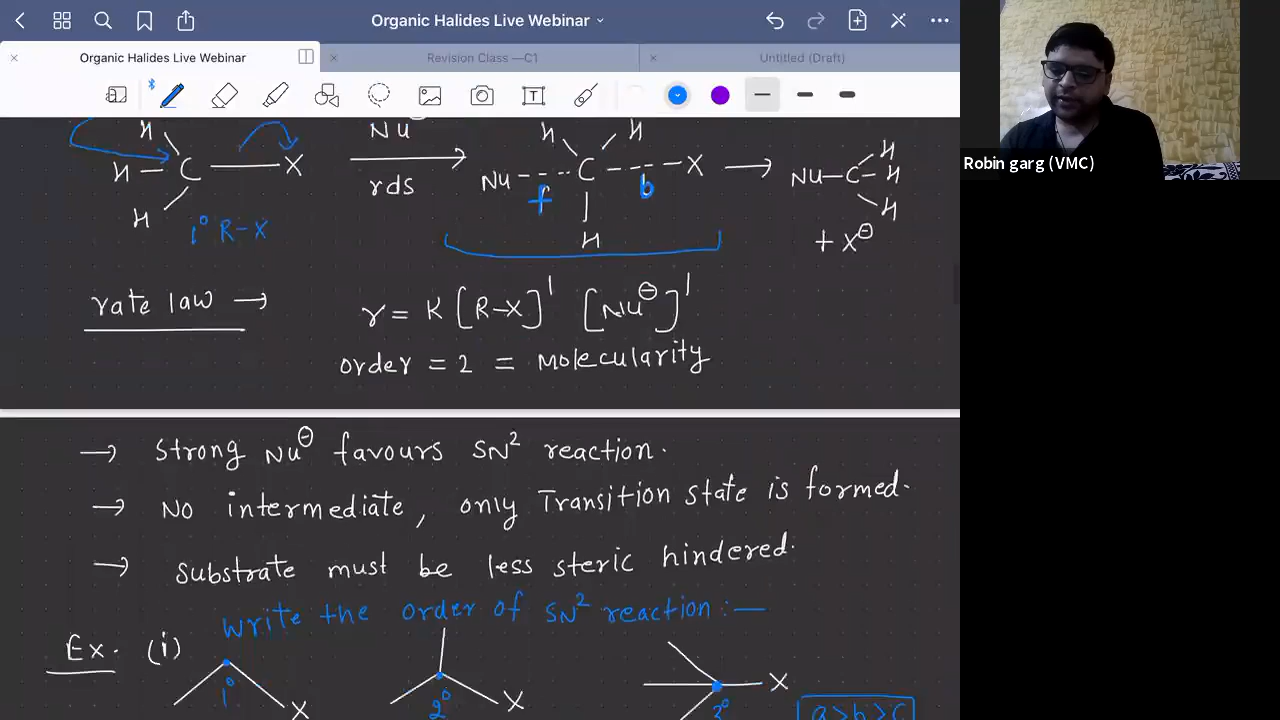 Organic Halides Live Webinar
Organic Halides Live Webinar
Revision Class —C1
Untitled (Draft)
Robin garg (VMC)
H H H
H — C — X Nu Nu --- C --- X → Nu — C — H
rds f b H
H H
1° R-X H + X⊖
rate law → r = K [R-X]¹ [Nu⊖]¹
order = 2 = Molecularity
→ Strong Nu⊖ favours SN² reaction.
→ No intermediate, only Transition state is formed.
→ Substrate must be less steric hindered.
Write the order of SN² reaction :—
Ex. (i)
1° X 2° X 3° X
a > b > c